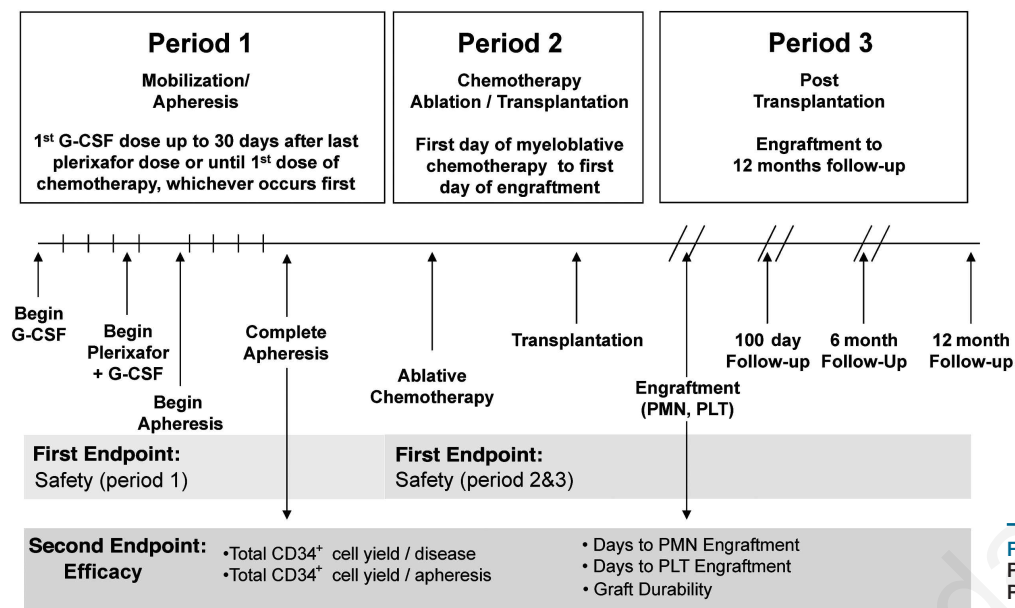 Period 1
Mobilization/
Apheresis
1st G-CSF dose up to 30 days after last
plerixafor dose or until 1st dose of
chemotherapy, whichever occurs first
Period 2
Chemotherapy
Ablation / Transplantation
First day of myeloblative
chemotherapy to first
day of engraftment
Period 3
Post
Transplantation
Engraftment to
12 months follow-up
Begin
G-CSF
Begin
Plerixafor
+ G-CSF
Begin
Apheresis
Complete
Apheresis
Ablative
Chemotherapy
Transplantation
Engraftment
(PMN, PLT)
100 day
Follow-up
6 month
Follow-Up
12 month
Follow-up
First Endpoint:
Safety (period 1)
First Endpoint:
Safety (period 2&3)
Second Endpoint:
Efficacy
•Total CD34+ cell yield / disease
•Total CD34+ cell yield / apheresis
• Days to PMN Engraftment
• Days to PLT Engraftment
• Graft Durability